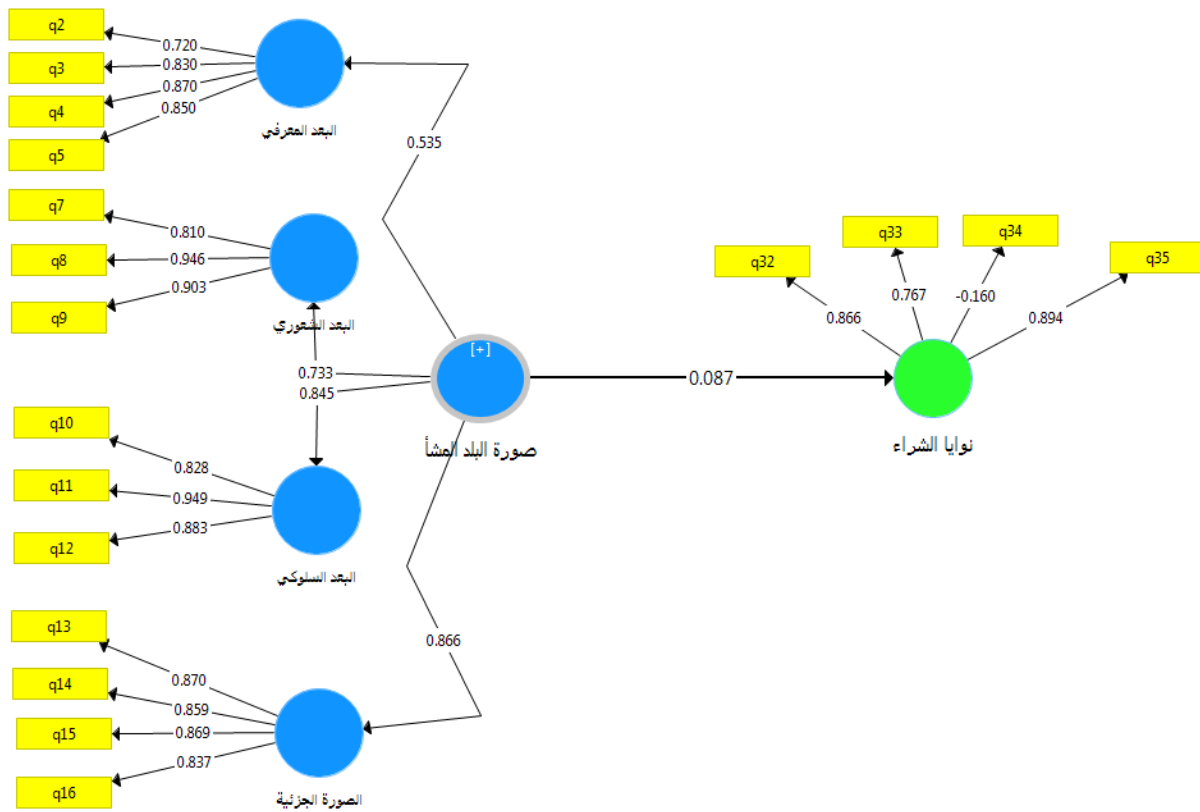 q2
q3
q4
q5
0.720
0.830
0.870
0.850
البعد المعرفي
0.535
q7
q8
q9
0.810
0.946
0.903
البعد الشعوري
0.733
0.845
[+]
صورة البلد المشأ
0.087
q32
q33
q34
q35
0.866
0.767
-0.160
0.894
نوايا الشراء
q10
q11
q12
0.828
0.949
0.883
البعد السلوكي
0.866
q13
q14
q15
q16
0.870
0.859
0.869
0.837
الصورة الجزئية